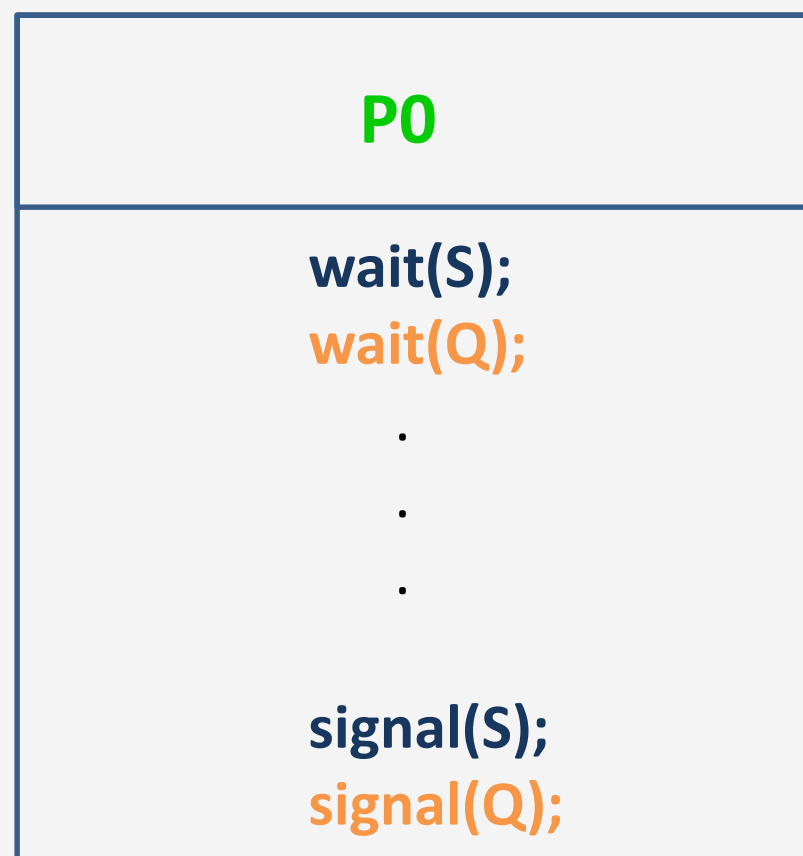 P0
wait(S);
wait(Q);
.
.
.
signal(S);
signal(Q);